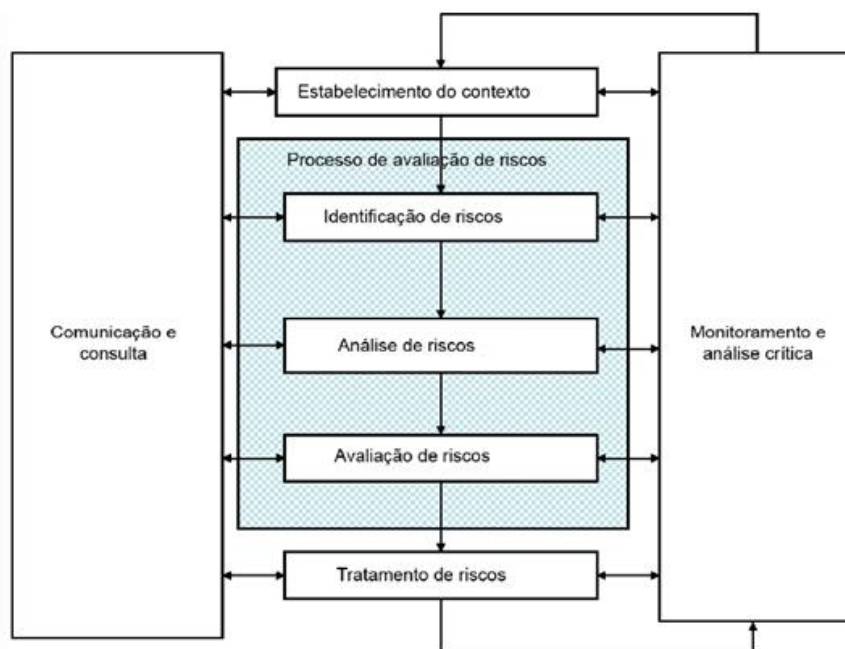 Estabelecimento do contexto
Processo de avaliação de riscos
Identificação de riscos
Comunicação e
consulta
Análise de riscos
Monitoramento e
análise crítica
Avaliação de riscos
Tratamento de riscos